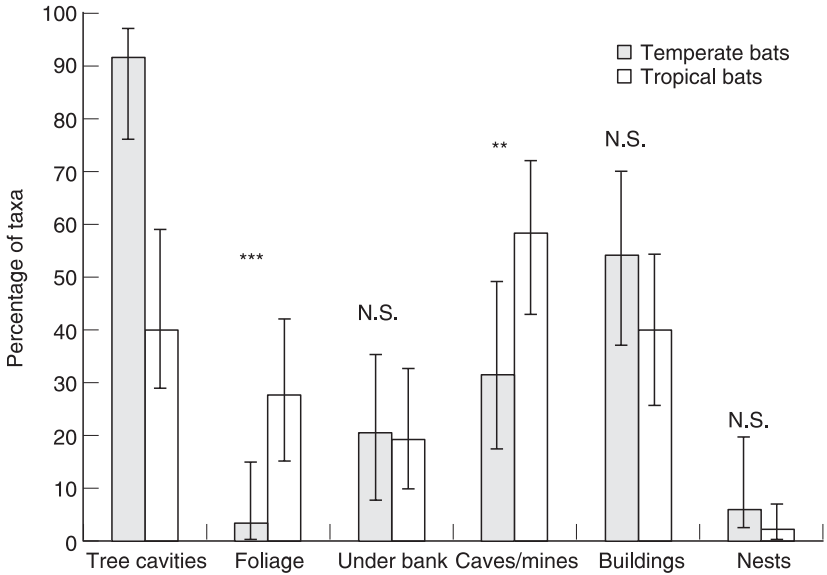 Percentage of taxa
100
90
80
70
60
50
40
30
20
10
0
Temperate bats
Tropical bats
***
N.S.
**
N.S.
N.S.
Tree cavities Foliage Under bank Caves/mines Buildings Nests